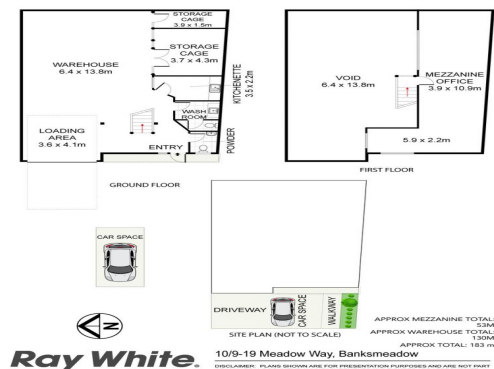 STORAGE
CAGE
3.9 x 1.5m
STORAGE
CAGE
3.7 x 4.3m
WAREHOUSE
6.4 x 13.8m
KITCHENETTE
3.5 x 2.2m
WASH
ROOM
POWDER
LOADING
AREA
3.6 x 4.1m
ENTRY
GROUND FLOOR
VOID
6.4 x 13.8m
MEZZANINE
OFFICE
3.9 x 10.9m
5.9 x 2.2m
FIRST FLOOR
CAR SPACE
DRIVEWAY
CAR SPACE
WALKWAY
SITE PLAN (NOT TO SCALE)
N
APPROX MEZZANINE TOTAL:
53M
APPROX WAREHOUSE TOTAL:
130M
APPROX TOTAL: 183 m
Ray White.
10/9-19 Meadow Way, Banksmeadow
DISCLAIMER: PLANS SHOWN ARE FOR PRESENTATION PURPOSES AND ARE NOT PART